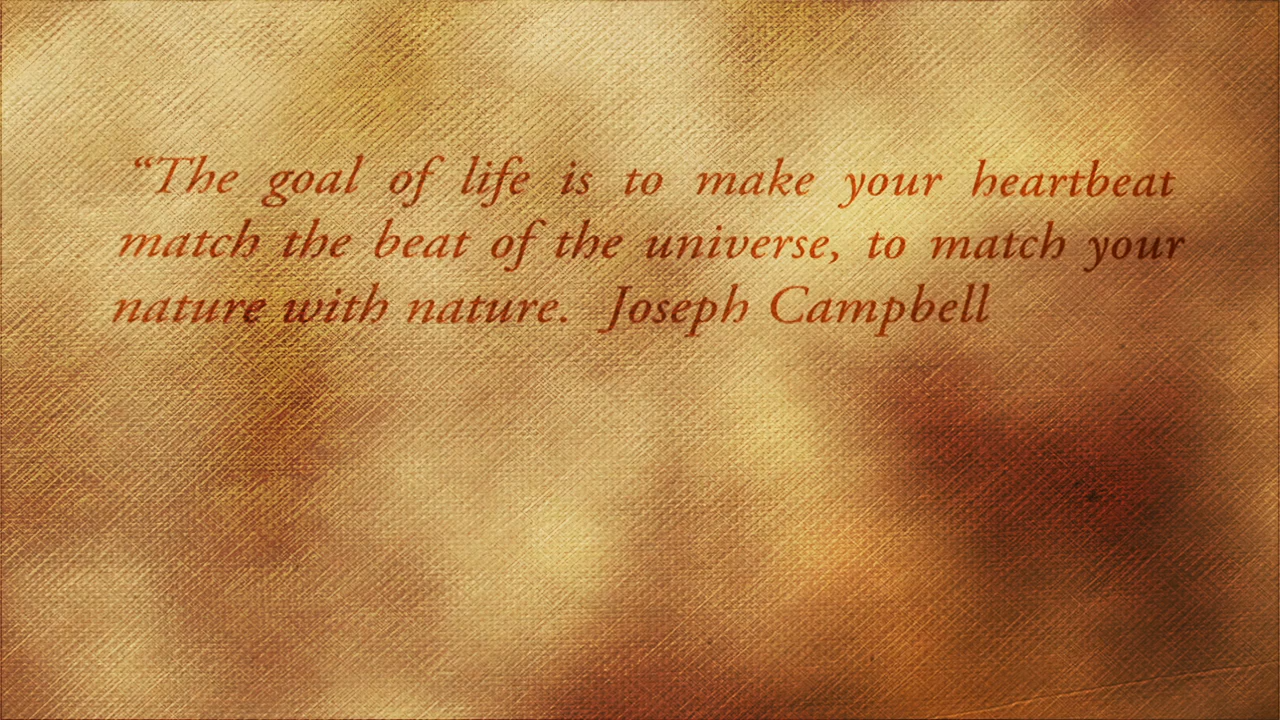 “The goal of life is to make your heartbeat
match the beat of the universe, to match your
nature with nature. Joseph Campbell